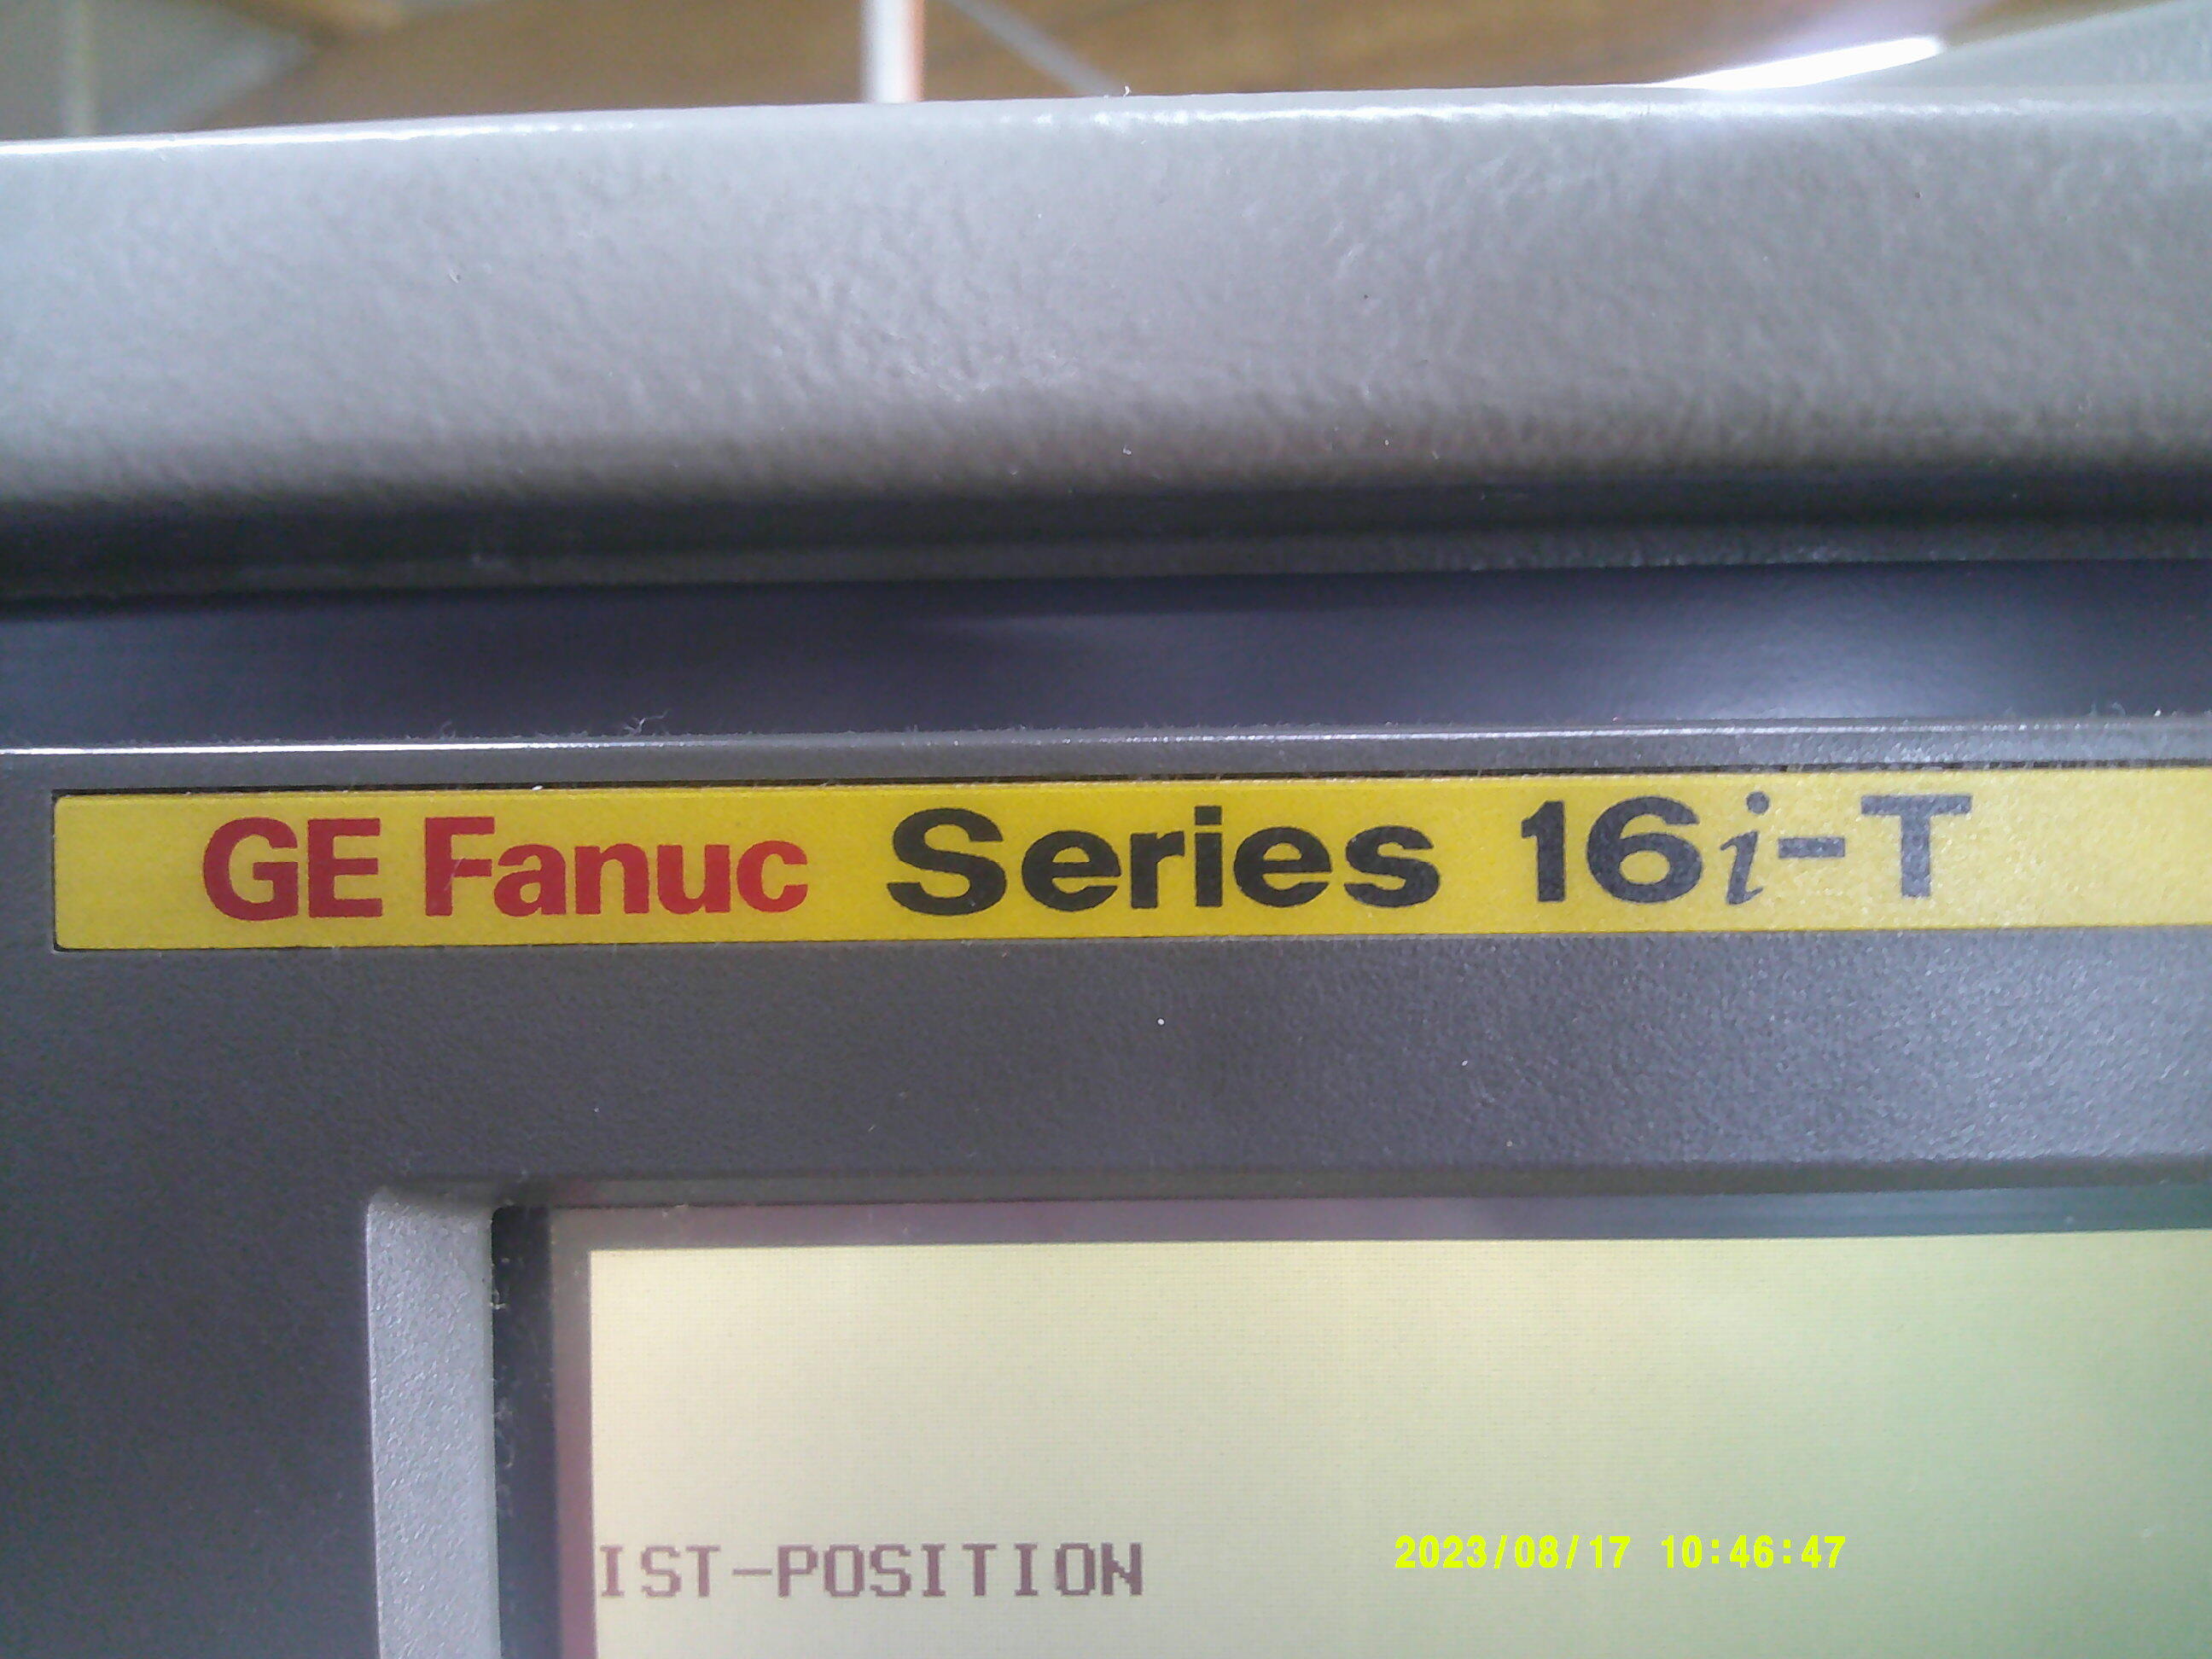 GE Fanuc Series 16i-T
IST-POSITION
2023/08/17 10:46:47